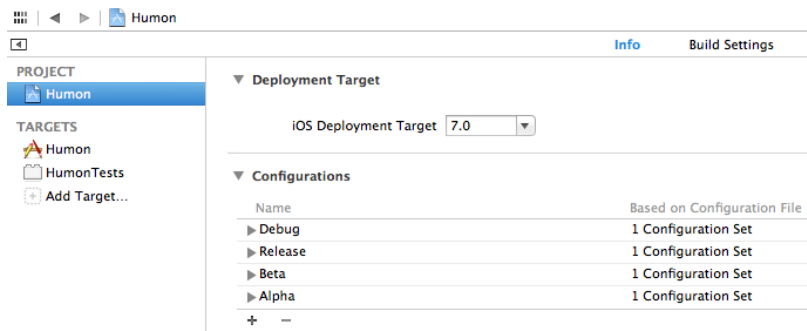 Humon
Info Build Settings
PROJECT
Humon
TARGETS
Humon
HumonTests
Add Target...
Deployment Target
iOS Deployment Target 7.0
Configurations
Name Based on Configuration File
Debug 1 Configuration Set
Release 1 Configuration Set
Beta 1 Configuration Set
Alpha 1 Configuration Set